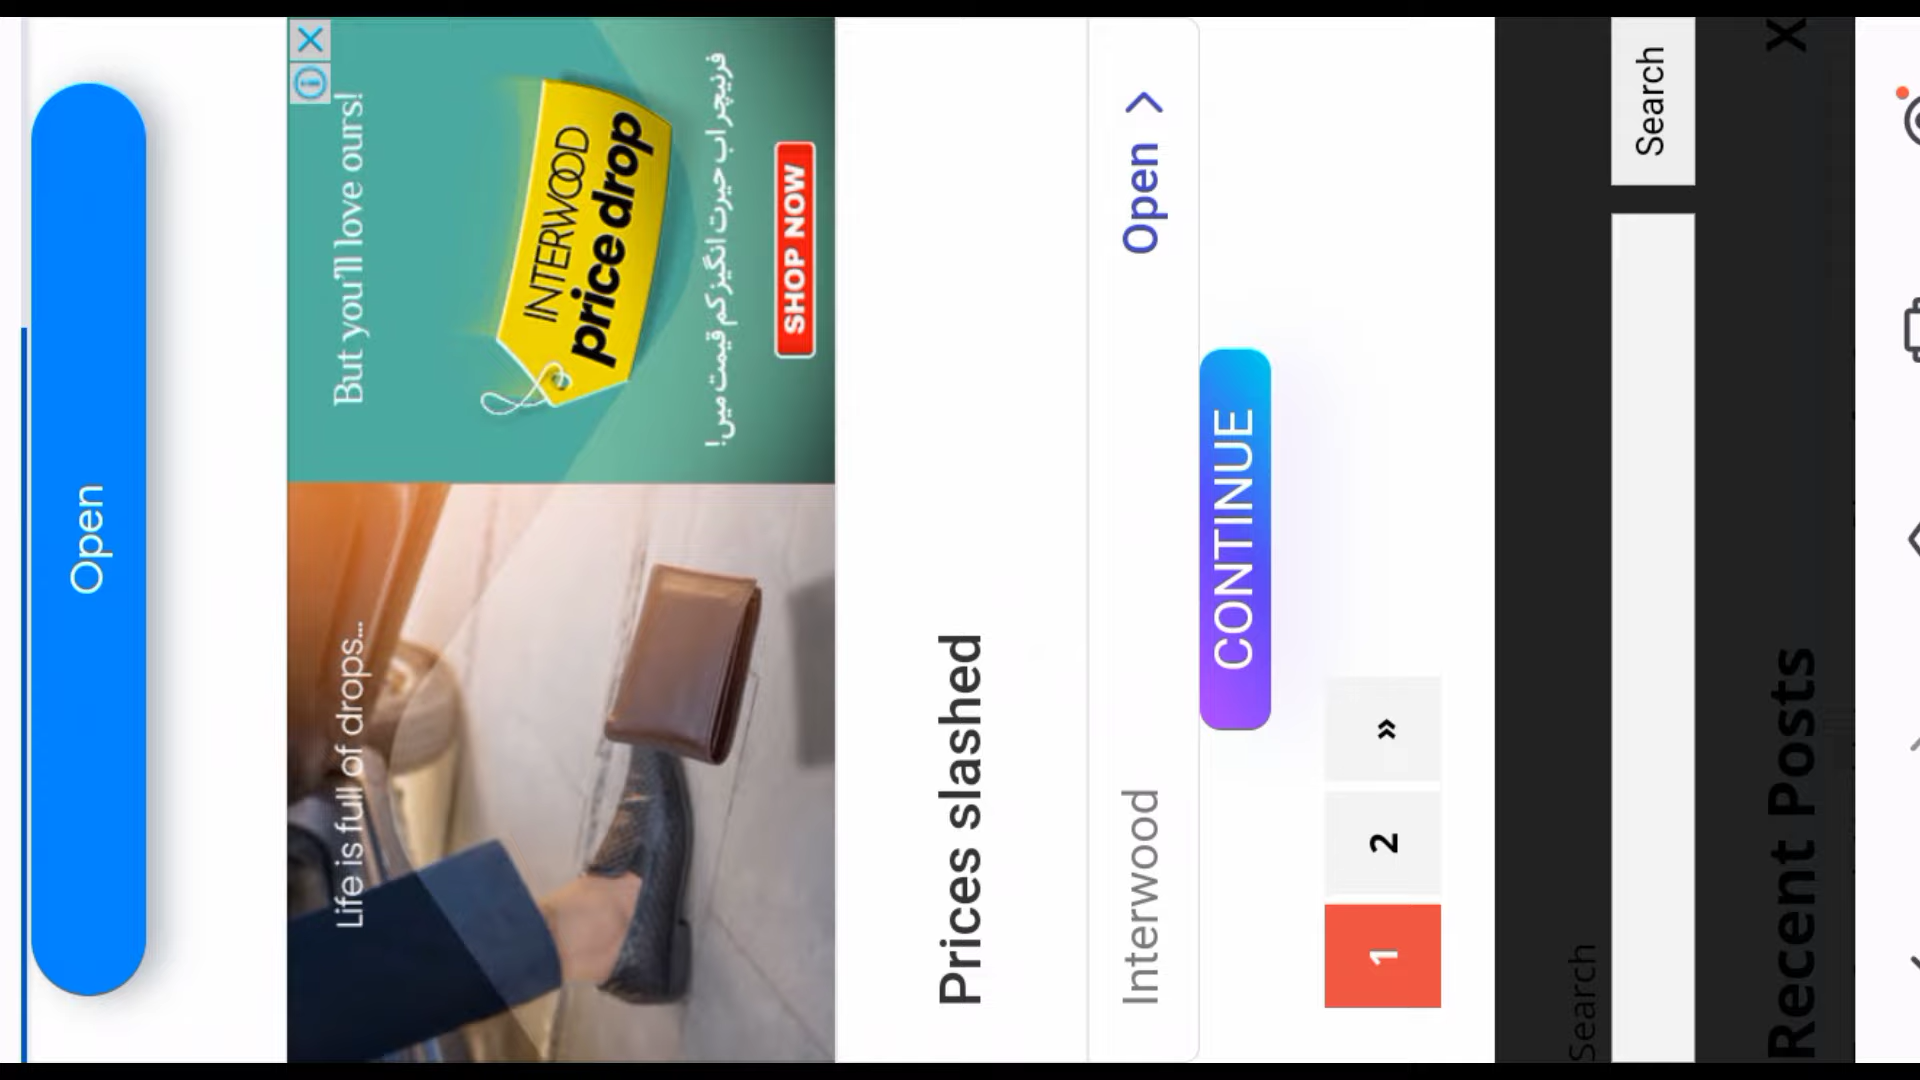 Open
Life is full of drops...
But you'll love ours!
INTERWOOD
price drop
فرنیچر اب حیرت انگیز کم قیمت میں!
SHOP NOW
Prices slashed
Interwood
Open >
CONTINUE
1 2 »
Search
Search
Recent Posts
X